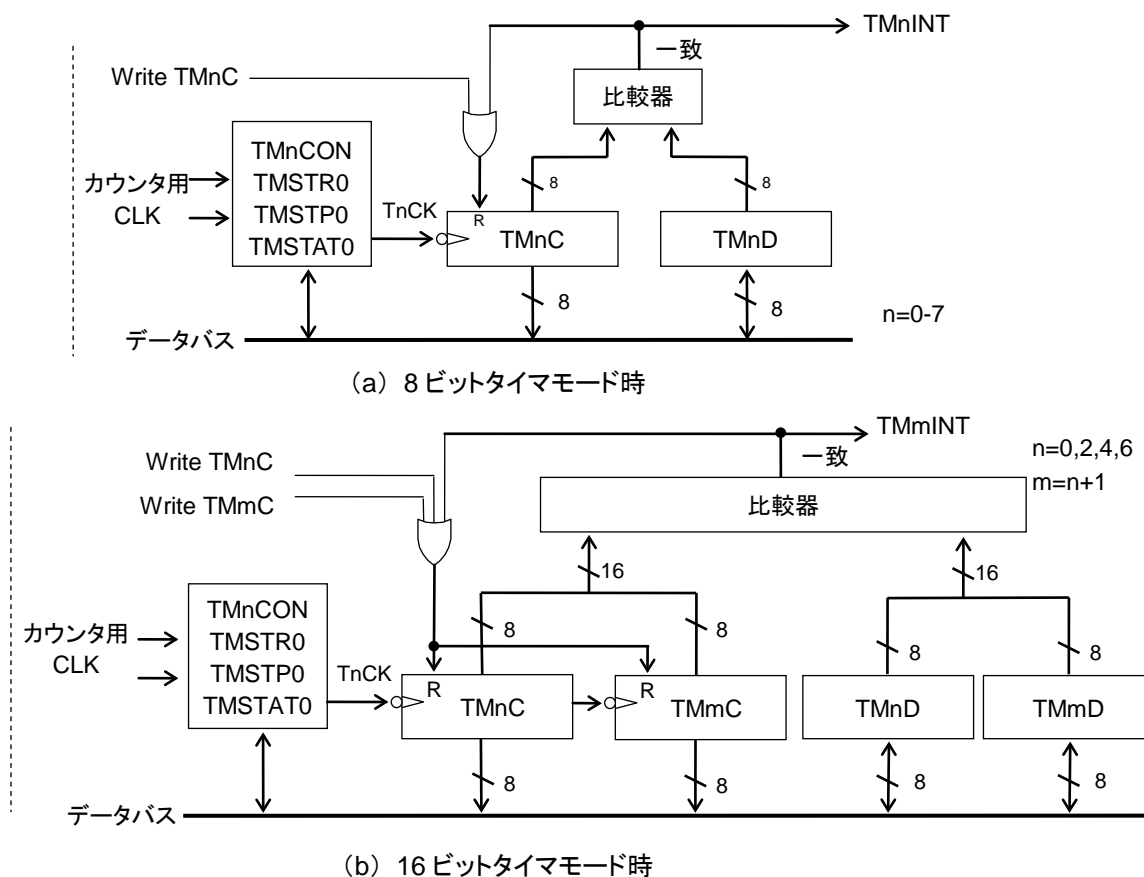 TMnINT
一致
Write TMnC
比較器
TMnCON
TMSTR0
TMSTP0
TMSTAT0
カウンタ用
CLK
8
8
TnCK
R
TMnC
TMnD
8
8
n=0-7
データバス
(a) 8 ビットタイマモード時
TMmINT
一致
n=0,2,4,6
m=n+1
Write TMnC
Write TMmC
比較器
16
16
TMnCON
TMSTR0
TMSTP0
TMSTAT0
カウンタ用
CLK
8
8
8
8
TnCK
R
TMnC
R
TMmC
TMnD
TMmD
8
8
8
8
データバス
(b) 16 ビットタイマモード時